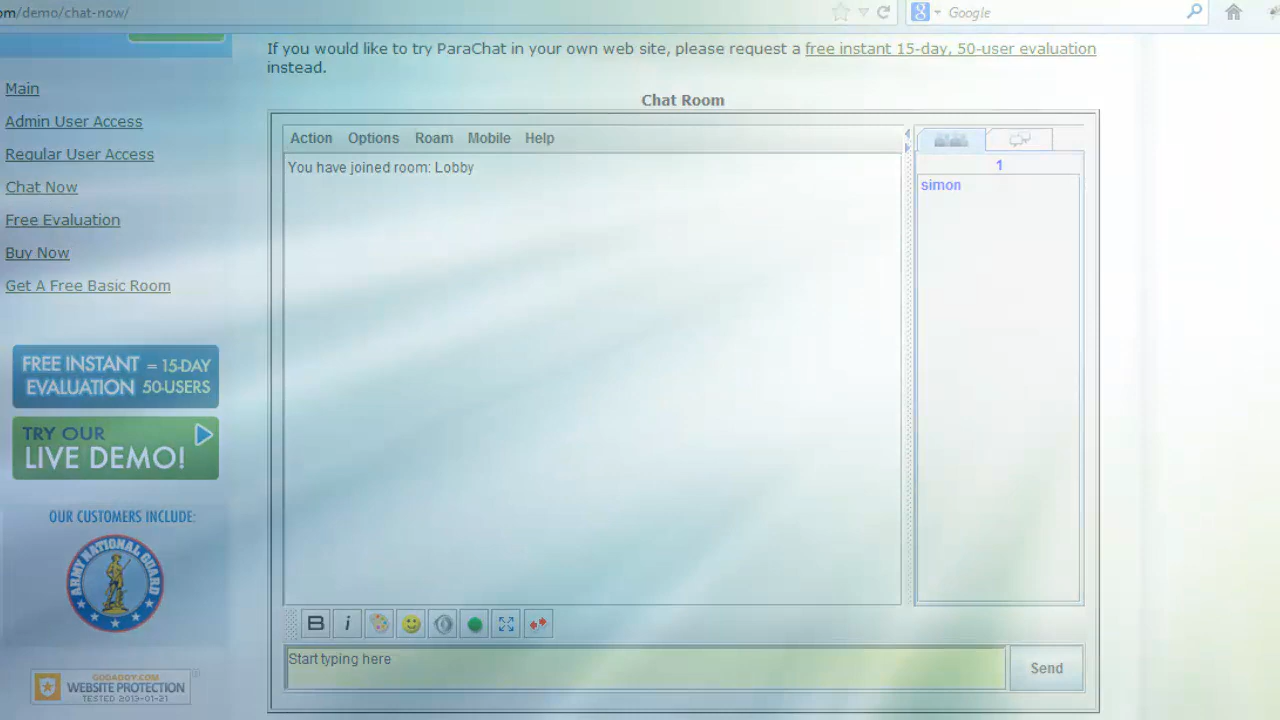 om/demo/chat-now/
Google
If you would like to try ParaChat in your own web site, please request a free instant 15-day, 50-user evaluation
instead.
Main
Admin User Access
Regular User Access
Chat Now
Free Evaluation
Buy Now
Get A Free Basic Room
FREE INSTANT = 15-DAY
EVALUATION 50-USERS
TRY OUR
LIVE DEMO!
OUR CUSTOMERS INCLUDE:
ARMY NATIONAL GUARD
GODADDY.COM
WEBSITE PROTECTION
TESTED 2013-01-21
Chat Room
Action Options Roam Mobile Help
You have joined room: Lobby
1
simon
B i
Start typing here
Send